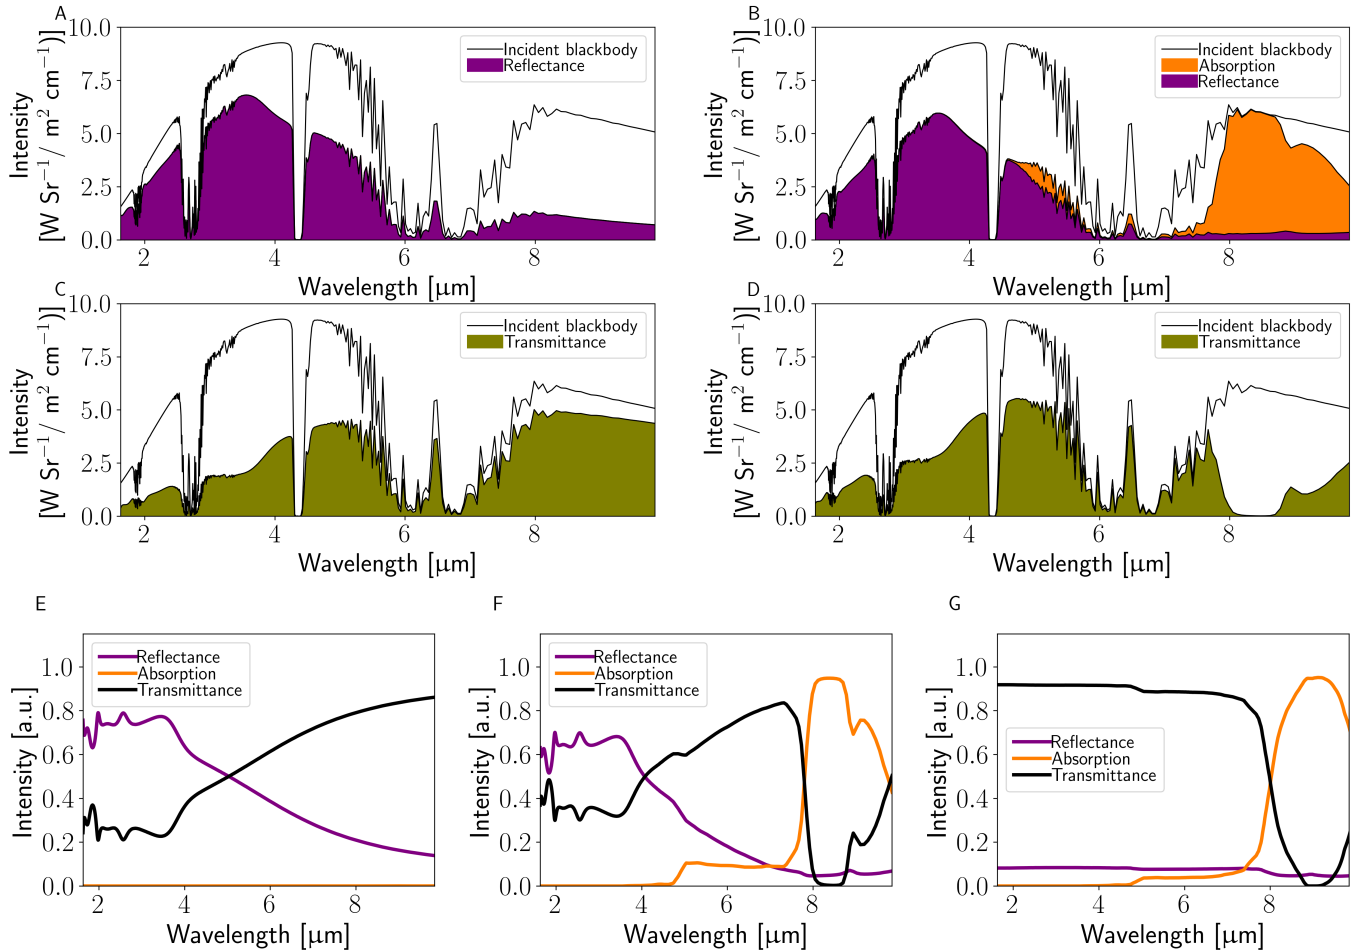 A
10.0
7.5
5.0
2.5
0.0
Intensity
[W Sr⁻¹/ m² cm⁻¹)]
Incident blackbody
Reflectance
2
4
6
8
Wavelength [μm]
B
10.0
7.5
5.0
2.5
0.0
Intensity
[W Sr⁻¹/ m² cm⁻¹)]
Incident blackbody
Absorption
Reflectance
2
4
6
8
Wavelength [μm]
C
10.0
7.5
5.0
2.5
0.0
Intensity
[W Sr⁻¹/ m² cm⁻¹)]
Incident blackbody
Transmittance
2
4
6
8
Wavelength [μm]
D
10.0
7.5
5.0
2.5
0.0
Intensity
[W Sr⁻¹/ m² cm⁻¹)]
Incident blackbody
Transmittance
2
4
6
8
Wavelength [μm]
E
1.0
0.8
0.6
0.4
0.2
0.0
Intensity [a.u.]
Reflectance
Absorption
Transmittance
2
4
6
8
Wavelength [μm]
F
1.0
0.8
0.6
0.4
0.2
0.0
Intensity [a.u.]
Reflectance
Absorption
Transmittance
2
4
6
8
Wavelength [μm]
G
1.0
0.8
0.6
0.4
0.2
0.0
Intensity [a.u.]
Reflectance
Absorption
Transmittance
2
4
6
8
Wavelength [μm]